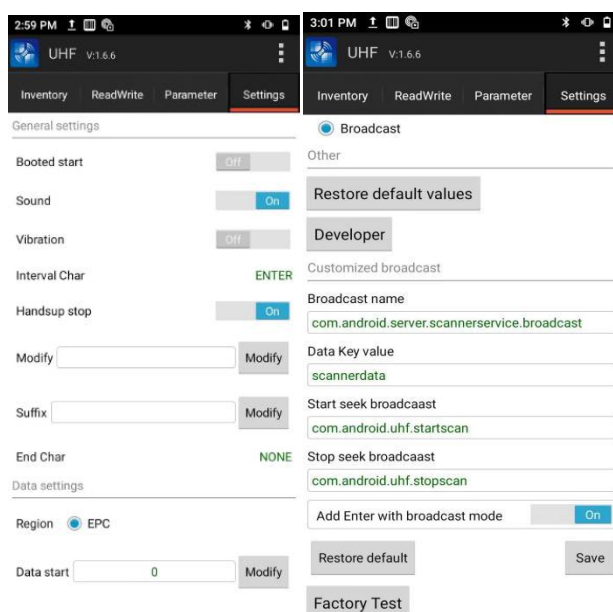 2:59 PM
UHF V:1.6.6
Inventory ReadWrite Parameter Settings
General settings
Booted start Off
Sound On
Vibration Off
Interval Char ENTER
Handsup stop On
Modify Modify
Suffix Modify
End Char NONE
Data settings
Region EPC
Data start 0 Modify
3:01 PM
UHF V:1.6.6
Inventory ReadWrite Parameter Settings
Broadcast
Other
Restore default values
Developer
Customized broadcast
Broadcast name
com.android.server.scannerservice.broadcast
Data Key value
scannerdata
Start seek broadcaast
com.android.uhf.startscan
Stop seek broadcaast
com.android.uhf.stopscan
Add Enter with broadcast mode On
Restore default Save
Factory Test